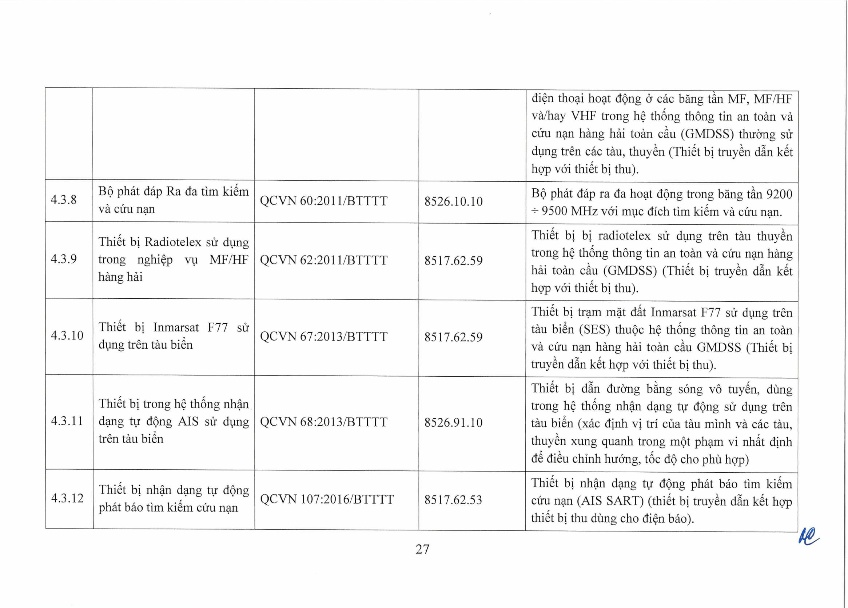 điện thoại hoạt động ở các băng tần MF, MF/HF
và/hay VHF trong hệ thống thông tin an toàn và
cứu nạn hàng hải toàn cầu (GMDSS) thường sử
dụng trên các tàu, thuyền (Thiết bị truyền dẫn kết
hợp với thiết bị thu).
4.3.8
Bộ phát đáp Ra đa tìm kiếm
và cứu nạn
QCVN 60:2011/BTTTT
8526.10.10
Bộ phát đáp ra đa hoạt động trong băng tần 9200
÷ 9500 MHz với mục đích tìm kiếm và cứu nạn.
4.3.9
Thiết bị Radiotelex sử dụng
trong nghiệp vụ MF/HF
hàng hải
QCVN 62:2011/BTTTT
8517.62.59
Thiết bị bị radiotelex sử dụng trên tàu thuyền
trong hệ thống thông tin an toàn và cứu nạn hàng
hải toàn cầu (GMDSS) (Thiết bị truyền dẫn kết
hợp với thiết bị thu).
4.3.10
Thiết bị Inmarsat F77 sử
dụng trên tàu biển
QCVN 67:2013/BTTTT
8517.62.59
Thiết bị trạm mặt đất Inmarsat F77 sử dụng trên
tàu biển (SES) thuộc hệ thống thông tin an toàn
và cứu nạn hàng hải toàn cầu GMDSS (Thiết bị
truyền dẫn kết hợp với thiết bị thu).
4.3.11
Thiết bị trong hệ thống nhận
dạng tự động AIS sử dụng
trên tàu biển
QCVN 68:2013/BTTTT
8526.91.10
Thiết bị dẫn đường bằng sóng vô tuyến, dùng
trong hệ thống nhận dạng tự động sử dụng trên
tàu biển (xác định vị trí của tàu mình và các tàu,
thuyền xung quanh trong một phạm vi nhất định
để điều chỉnh hướng, tốc độ cho phù hợp)
4.3.12
Thiết bị nhận dạng tự động
phát báo tìm kiếm cứu nạn
QCVN 107:2016/BTTTT
8517.62.53
Thiết bị nhận dạng tự động phát báo tìm kiếm
cứu nạn (AIS SART) (thiết bị truyền dẫn kết hợp
thiết bị thu dùng cho điện báo).
27